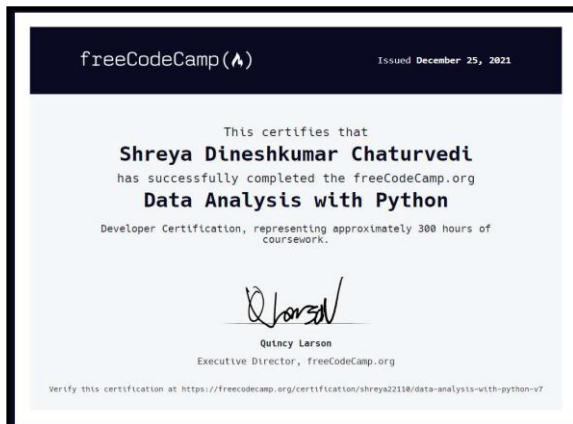 freeCodeCamp(🔥)
Issued December 25, 2021
This certifies that
Shreya Dineshkumar Chaturvedi
has successfully completed the freeCodeCamp.org
Data Analysis with Python
Developer Certification, representing approximately 300 hours of
coursework.
QLarson
Quincy Larson
Executive Director, freeCodeCamp.org
Verify this certification at https://freecodecamp.org/certification/shreya22110/data-analysis-with-python-v7